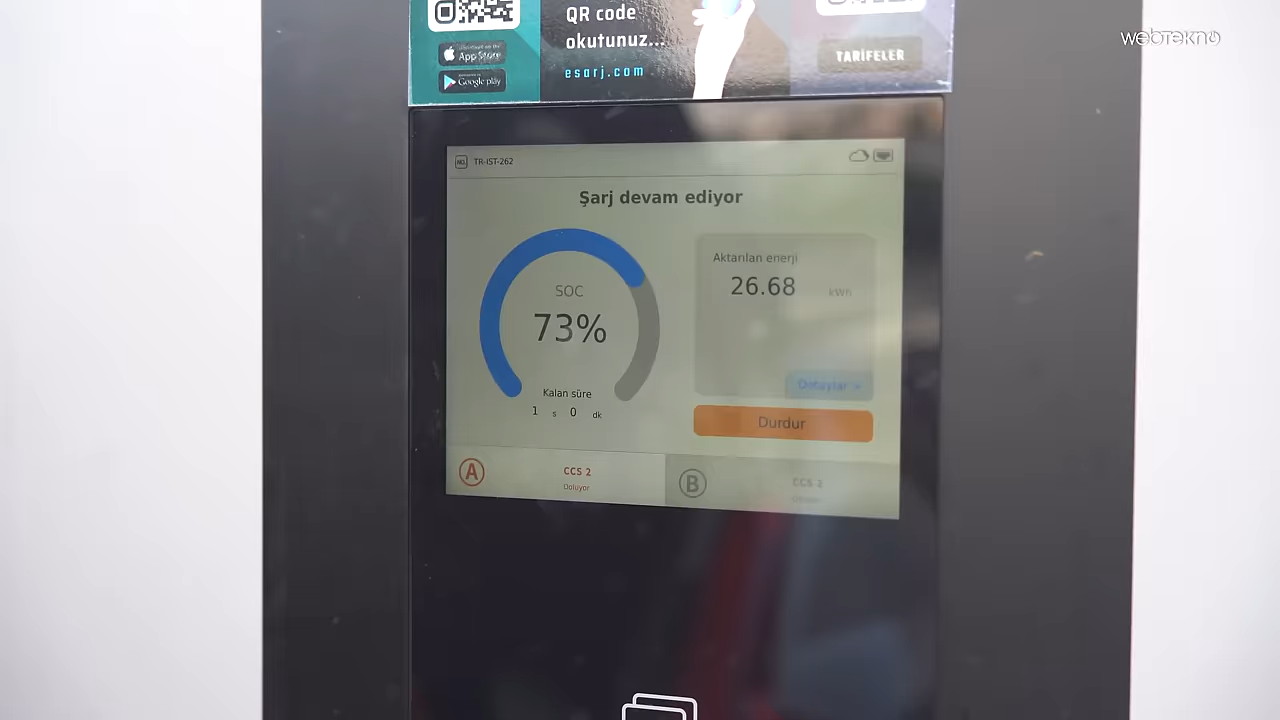 QR code
okutunuz...
esarj.com
App Store
Google play
TARİFELER
webtekno
TR-IST-262
Şarj devam ediyor
SOC
73%
Kalan süre
1 s 0 dk
Aktarılan enerji
26.68 kWh
Detaylar >
Durdur
A
CCS 2
Doluyor
B
CCS 2